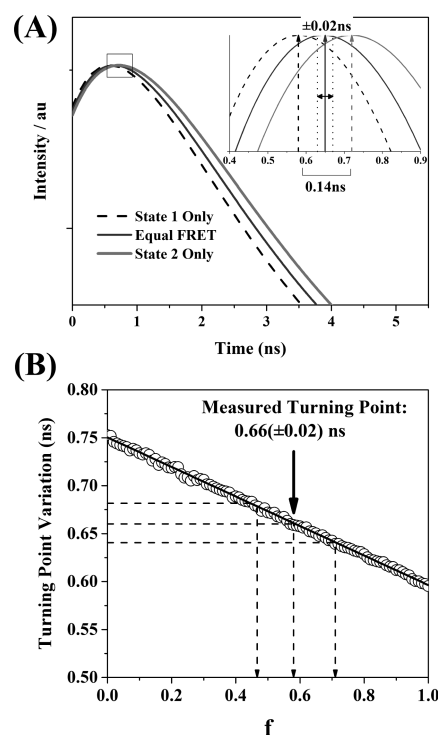 (A)
±0.02ns
0.4 0.5 0.6 0.7 0.8 0.9
0.14ns
Intensity / au
State 1 Only
Equal FRET
State 2 Only
0 1 2 3 4 5
Time (ns)
(B)
0.80
0.75
0.70
0.65
0.60
0.55
0.50
Turning Point Variation (ns)
Measured Turning Point:
0.66(±0.02) ns
0.0 0.2 0.4 0.6 0.8 1.0
f